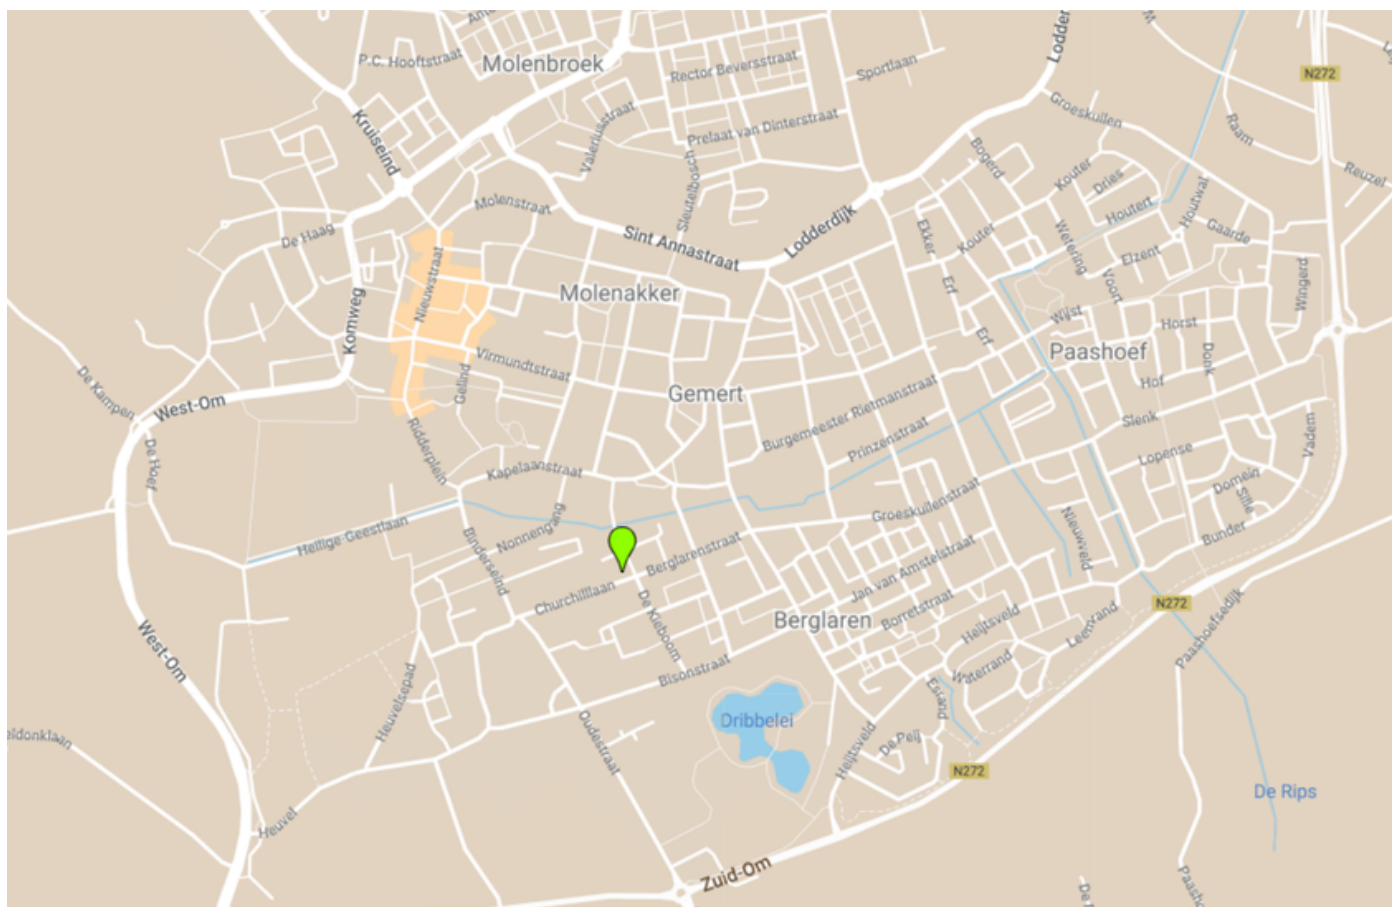 P.C. Hooftstraat
Molenbroek
Rector Beversstraat
Sportlaan
N272
Kruiseind
Valeriusstraat
Prelaat van Dinterstraat
Groeskuilen
Raam
Reuzel
Bogerd
Kouter
Dries
Molenstraat
Sleutelbosch
Houtert
Houtwal
De Haag
Sint Annastraat
Lodderdijk
Ekker
Kouter
Wetering
Gaarde
Elzent
Nieuwstraat
Komweg
Molenakker
Erf
Voort
Wingerd
Wijst
Horst
Erf
Paashoef
Donk
Virmundtstraat
Gelind
De Kampen
Gemert
Hof
West-Om
Burgemeester Rietmanstraat
Slenk
Vadem
Ridderplein
Prinzenstraat
De Hoef
Kapelaanstraat
Lopense
Domein
Stille
Groeskuilenstraat
Nonnengang
Heilige-Geestlaan
Binderseind
Nieuwveld
Bunder
Berglarenstraat
Jan van Amstelstraat
Churchilllaan
De Kieboom
Borretstraat
N272
Berglaren
Heijtsveld
Leemrand
Paashoefsedijk
West-Om
Bisonstraat
Waterrand
Esrand
Heuvelsepad
Dribbelei
Oudestraat
eldonklaan
De Peij
Heijtsveld
N272
De Rips
Heuvel
Zuid-Om
Paasho